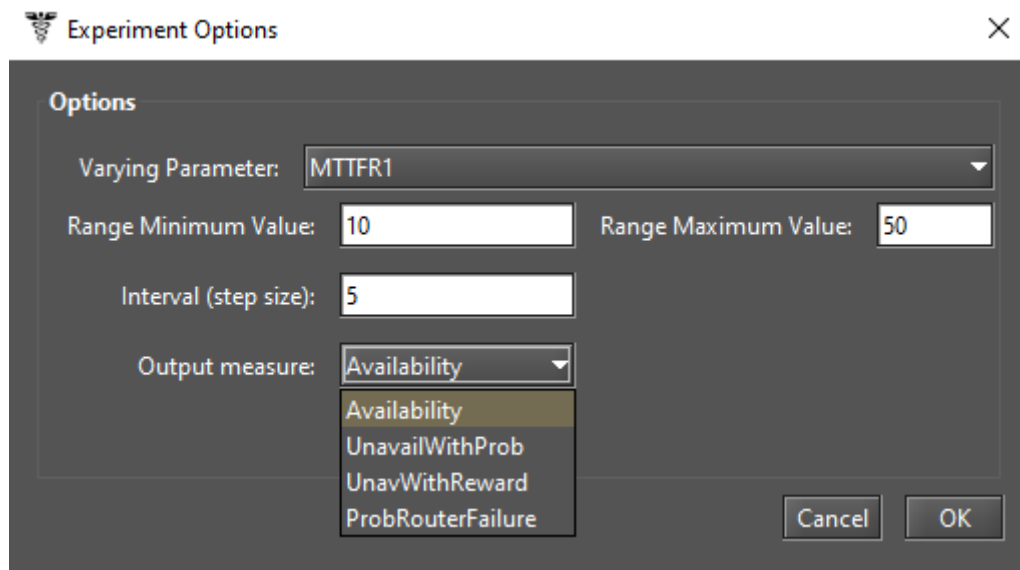 Experiment Options
Options
Varying Parameter: MTTFR1
Range Minimum Value: 10 Range Maximum Value: 50
Interval (step size): 5
Output measure: Availability
Availability
UnavailWithProb
UnavWithReward
ProbRouterFailure
Cancel OK